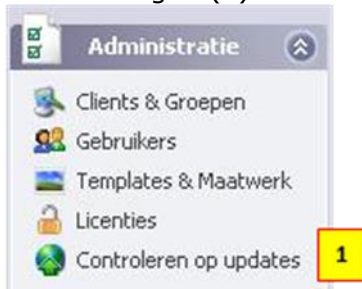 Administratie
Clients & Groepen
Gebruikers
Templates & Maatwerk
Licenties
Controleren op updates
1